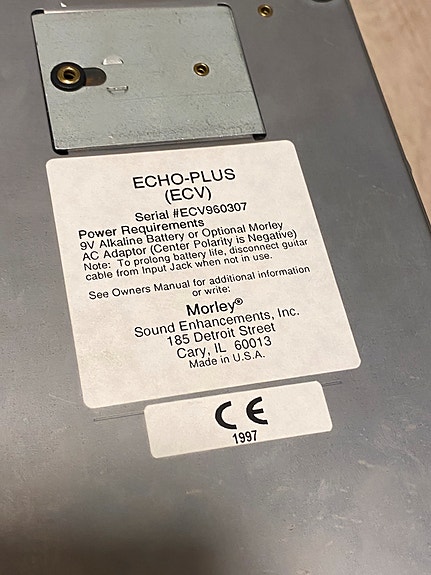 ECHO-PLUS
(ECV)
Serial #ECV960307
Power Requirements
9V Alkaline Battery or Optional Morley
AC Adaptor (Center Polarity is Negative)
Note: To prolong battery life, disconnect guitar
cable from Input Jack when not in use.
See Owners Manual for additional information
or write:
Morley®
Sound Enhancements, Inc.
185 Detroit Street
Cary, IL 60013
Made in U.S.A.
CE
1997